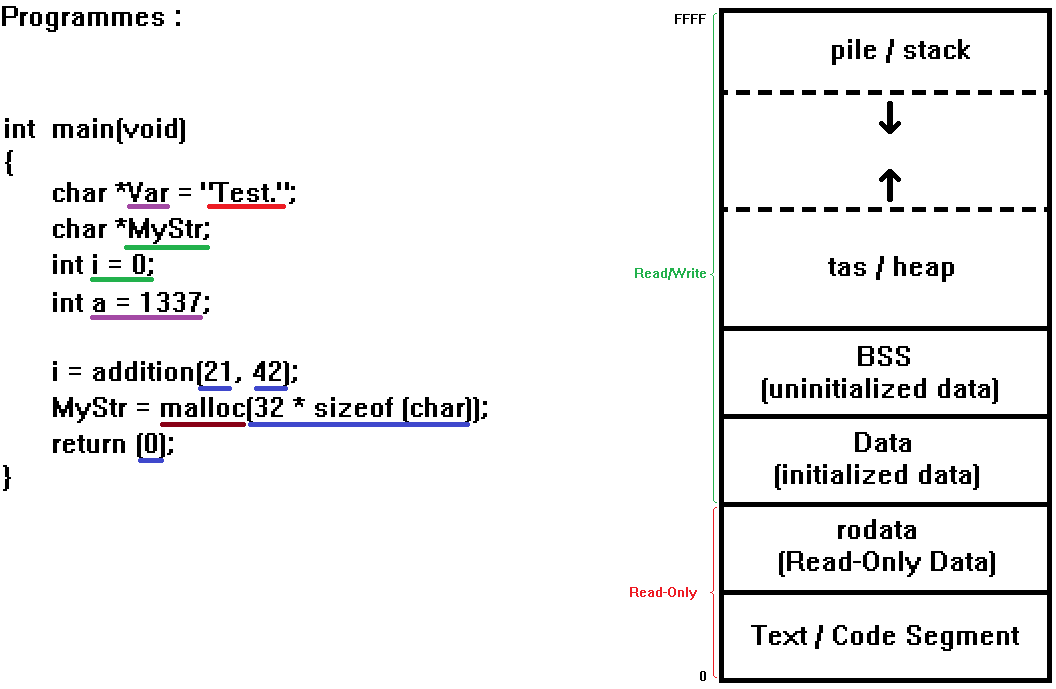 Programmes :
int main(void)
{
char *Var = "Test.";
char *MyStr;
int i = 0;
int a = 1337;
i = addition(21, 42);
MyStr = malloc(32 * sizeof (char));
return (0);
}
FFFF
pile / stack
Read/Write
tas / heap
BSS
(uninitialized data)
Data
(initialized data)
rodata
(Read-Only Data)
Read-Only
Text / Code Segment
0